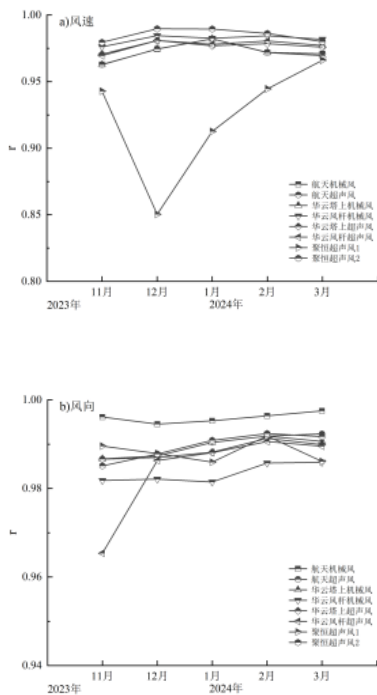 a)风速
1.00
0.95
0.90
0.85
0.80
r
航天机械风
航天超声风
华云塔上机械风
华云风杆机械风
华云塔上超声风
华云风杆超声风
聚恒超声风1
聚恒超声风2
11月
12月
1月
2月
3月
2023年
2024年
b)风向
1.00
0.98
0.96
0.94
r
航天机械风
航天超声风
华云塔上机械风
华云风杆机械风
华云塔上超声风
华云风杆超声风
聚恒超声风1
聚恒超声风2
11月
12月
1月
2月
3月
2023年
2024年